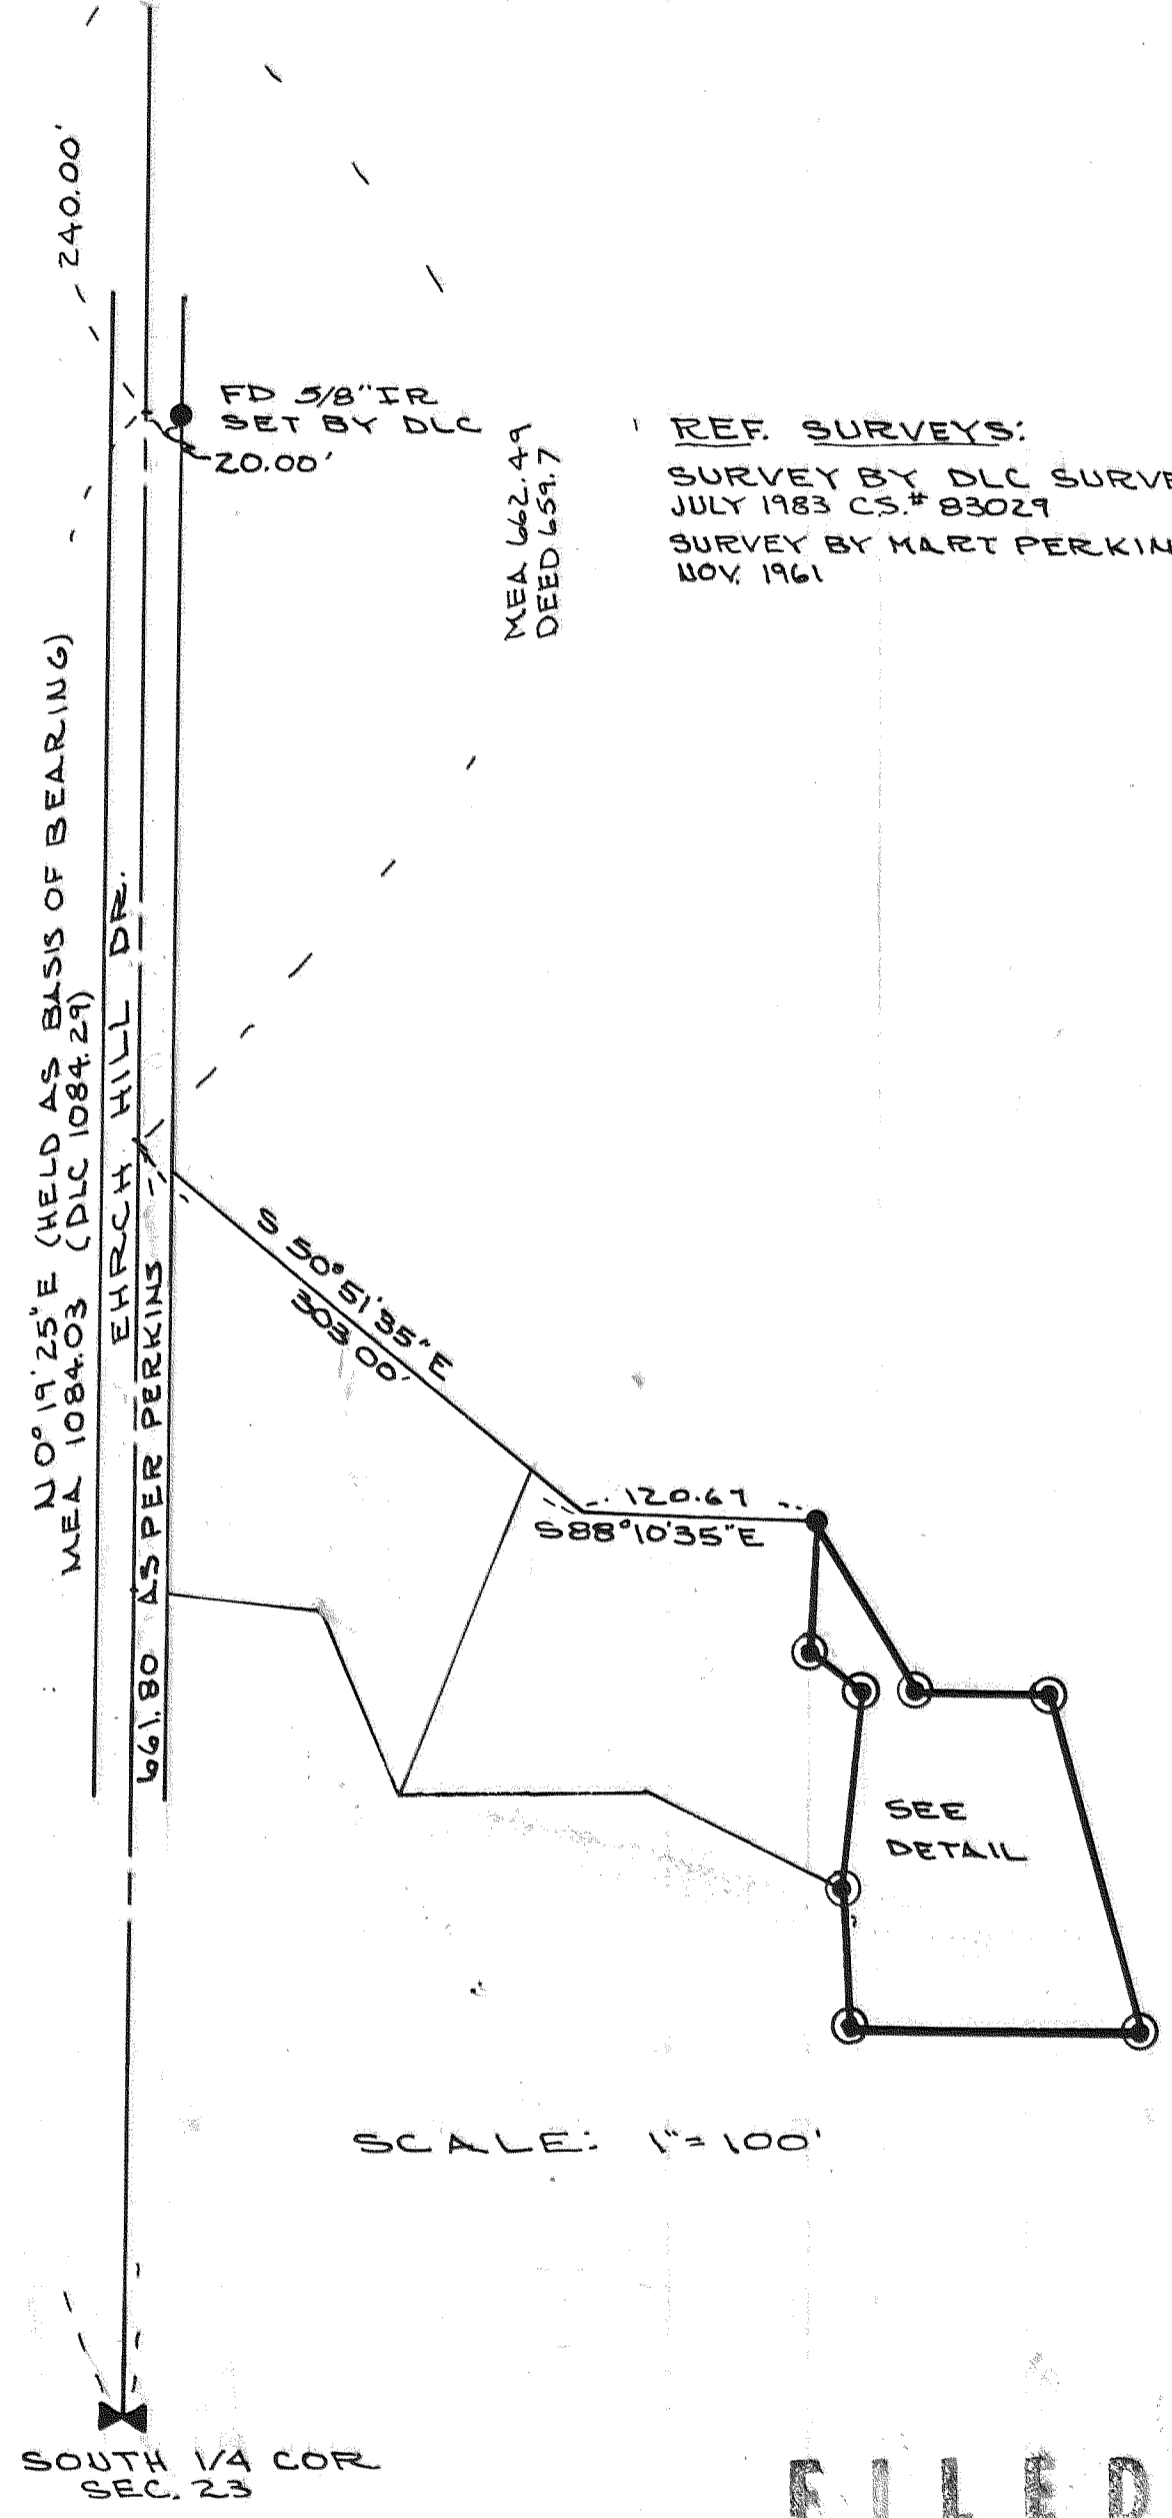 240.00'
FD 5/8" IR
SET BY DLC
20.00'
MEA 662.49
DEED 659.7
REF. SURVEYS:
SURVEY BY DLC
JULY 1983 C.S.# 83029
SURVEY BY MART
NOV. 1961
N0°19'25"E (HELD AS BASIS OF BEARING)
MEA 1084.03 (DLC 1084.29)
EHRCH HILL DR.
661.80 AS PER PERKINS
S 50°51'35"E
303.00'
120.67
S88°10'35"E
SEE
DETAIL
SCALE: 1"=100'
SOUTH 1/4 COR
SEC. 23
FILED